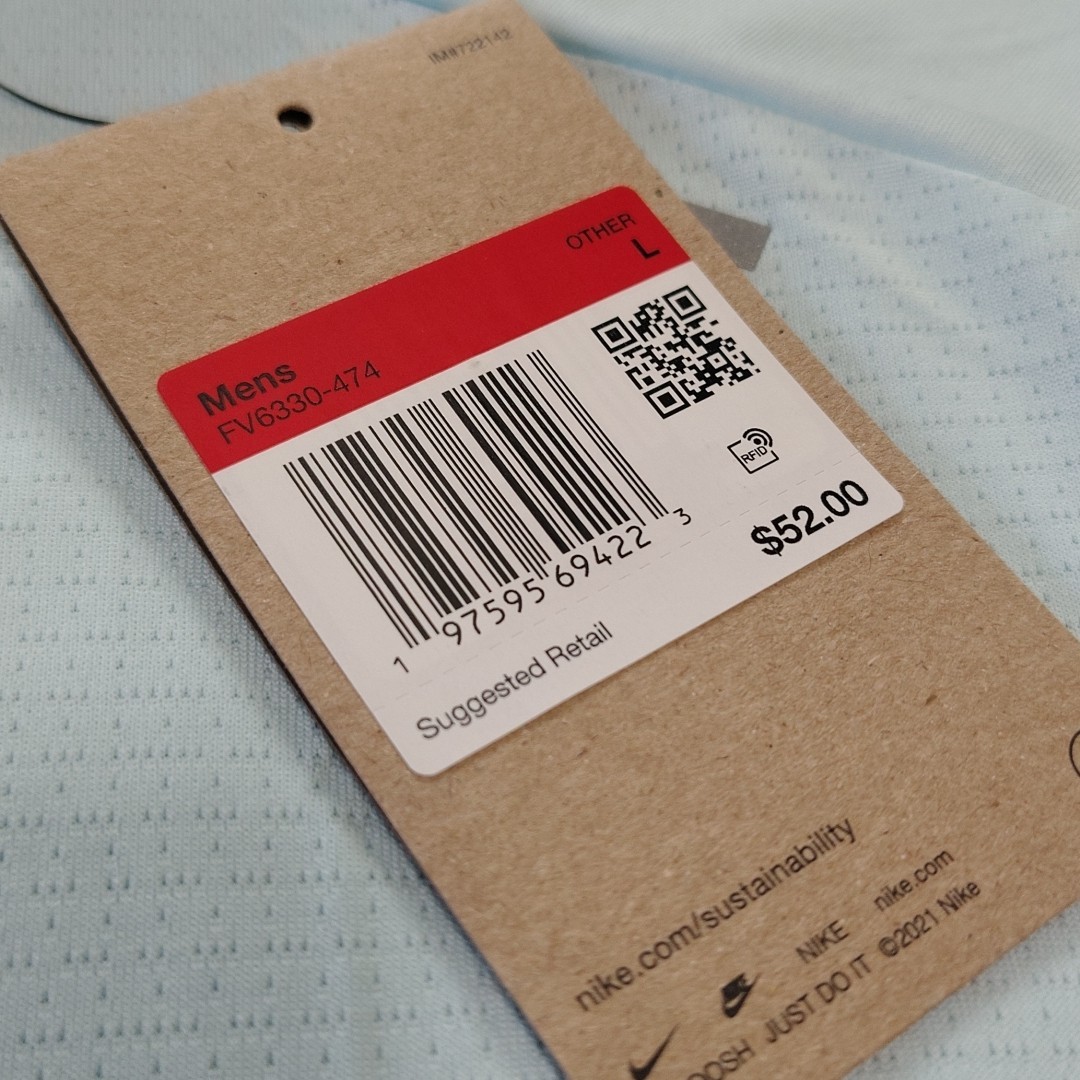 IM#722142
OTHER
L
Mens
FV6330-474
RFID
$52.00
1 97595 69422 3
Suggested Retail
nike.com/sustainability
NIKE nike.com
JUST DO IT ©2021 Nike